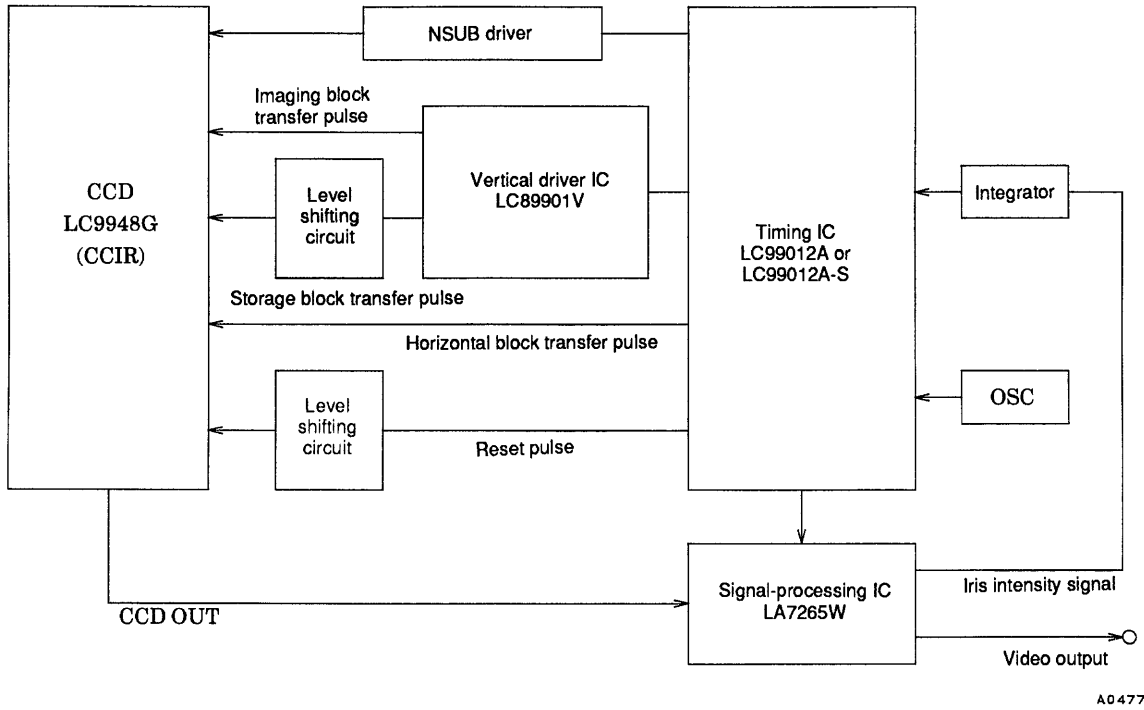 NSUB driver
Imaging block
transfer pulse
CCD
LC9948G
(CCIR)
Level
shifting
circuit
Vertical driver IC
LC89901V
Timing IC
LC99012A or
LC99012A-S
Integrator
Storage block transfer pulse
Horizontal block transfer pulse
Level
shifting
circuit
Reset pulse
OSC
Signal-processing IC
LA7265W
Iris intensity signal
CCD OUT
Video output
A0477